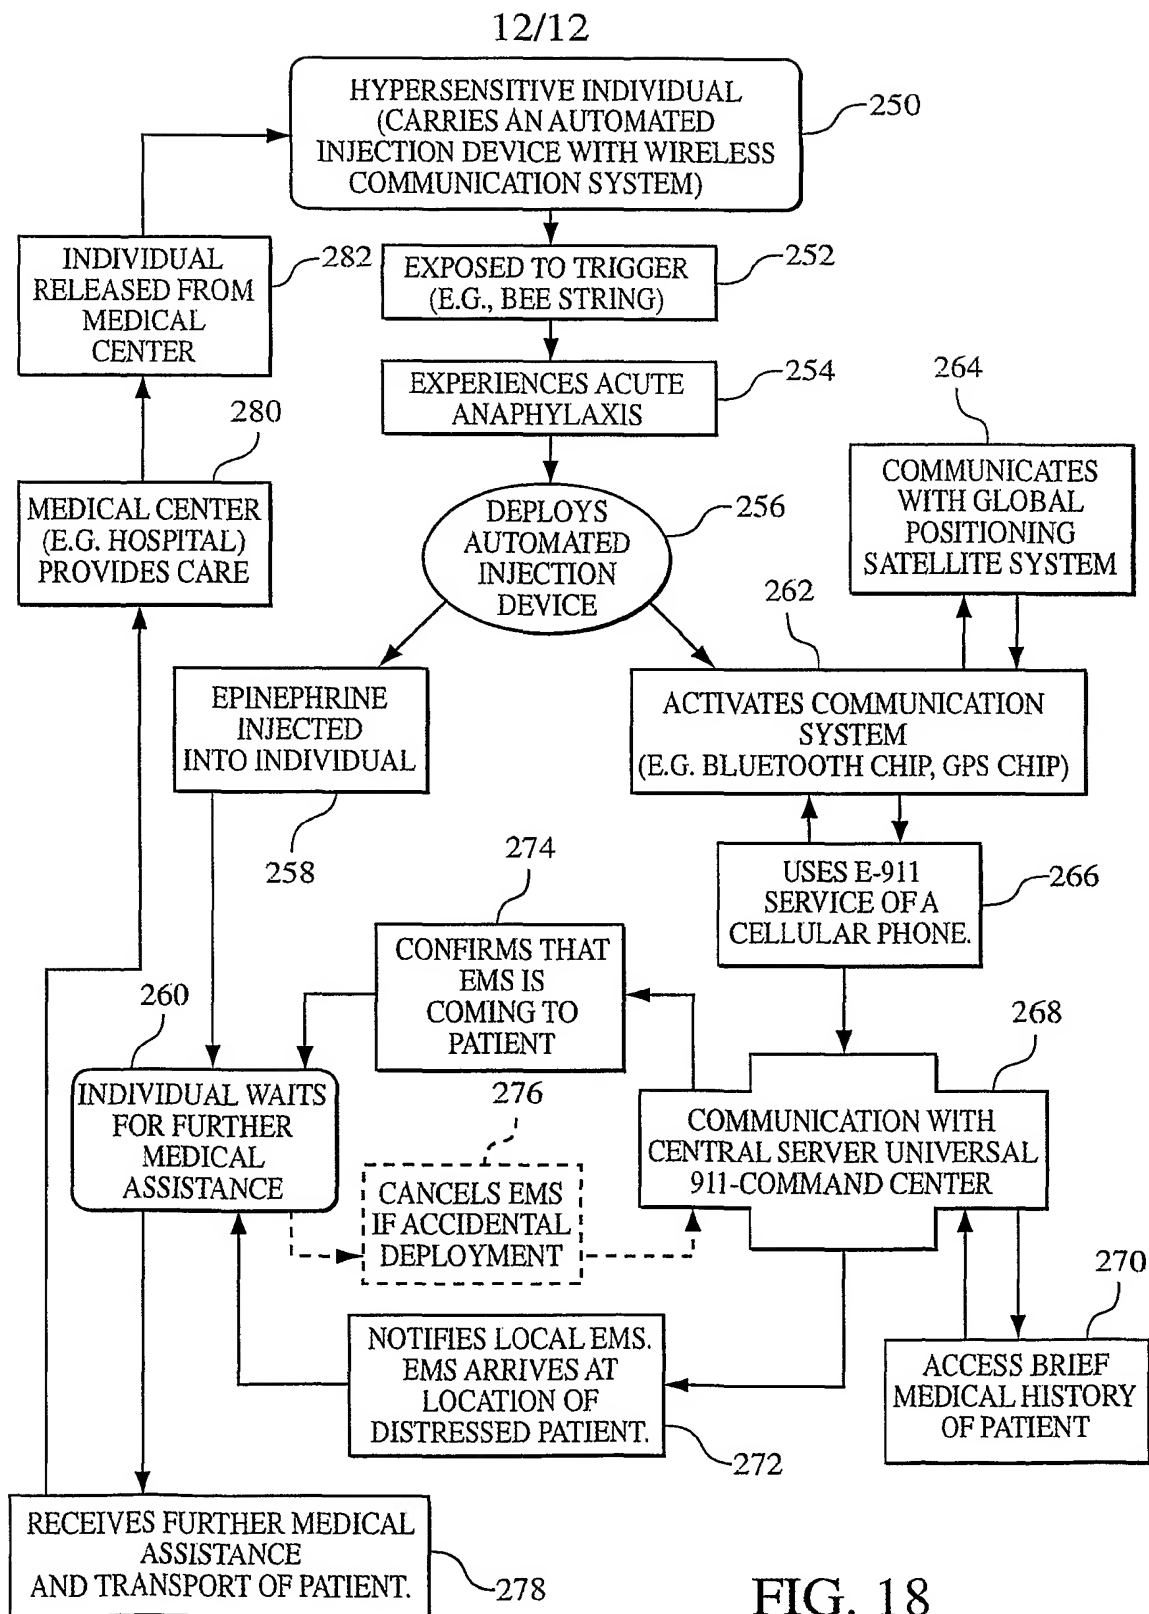 12/12
HYPERSENSITIVE INDIVIDUAL
(CARRIES AN AUTOMATED
INJECTION DEVICE WITH WIRELESS
COMMUNICATION SYSTEM)
250
EXPOSED TO TRIGGER
(E.G., BEE STRING)
252
EXPERIENCES ACUTE
ANAPHYLAXIS
254
DEPLOYS
AUTOMATED
INJECTION
DEVICE
256
EPINEPHRINE
INJECTED
INTO INDIVIDUAL
258
ACTIVATES COMMUNICATION
SYSTEM
(E.G. BLUETOOTH CHIP, GPS CHIP)
262
COMMUNICATES
WITH GLOBAL
POSITIONING
SATELLITE SYSTEM
264
USES E-911
SERVICE OF A
CELLULAR PHONE.
266
COMMUNICATION WITH
CENTRAL SERVER UNIVERSAL
911-COMMAND CENTER
268
ACCESS BRIEF
MEDICAL HISTORY
OF PATIENT
270
NOTIFIES LOCAL EMS.
EMS ARRIVES AT
LOCATION OF
DISTRESSED PATIENT.
272
CONFIRMS THAT
EMS IS
COMING TO
PATIENT
274
CANCELS EMS
IF ACCIDENTAL
DEPLOYMENT
276
INDIVIDUAL WAITS
FOR FURTHER
MEDICAL
ASSISTANCE
260
RECEIVES FURTHER MEDICAL
ASSISTANCE
AND TRANSPORT OF PATIENT.
278
MEDICAL CENTER
(E.G. HOSPITAL)
PROVIDES CARE
280
INDIVIDUAL
RELEASED FROM
MEDICAL
CENTER
282
FIG. 18